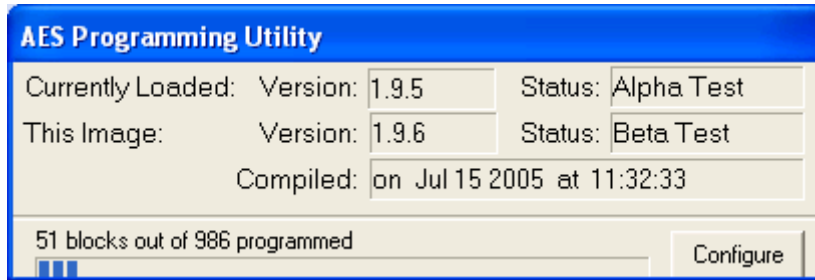 AES Programming Utility
Currently Loaded: Version: 1.9.5 Status: Alpha Test
This Image: Version: 1.9.6 Status: Beta Test
Compiled: on Jul 15 2005 at 11:32:33
51 blocks out of 986 programmed
Configure